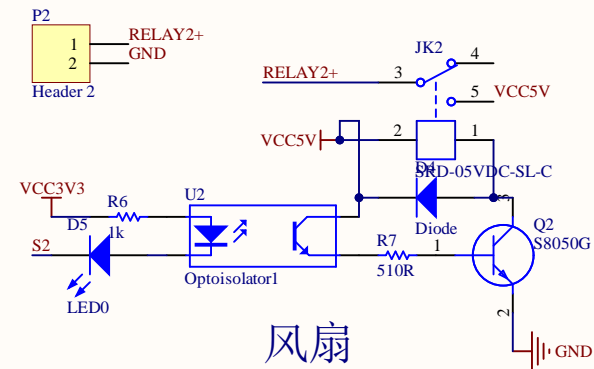 P2
1 RELAY2+
2 GND
Header 2
JK2
4
RELAY2+ 3
5 VCC5V
VCC5V 2 1
D4
SRD-05VDC-SL-C
VCC3V3
R6
U2
D5 1k
3
Diode
Q2
S2
R7 1
S8050G
510R
Optoisolator1
LED0
2
风扇
GND